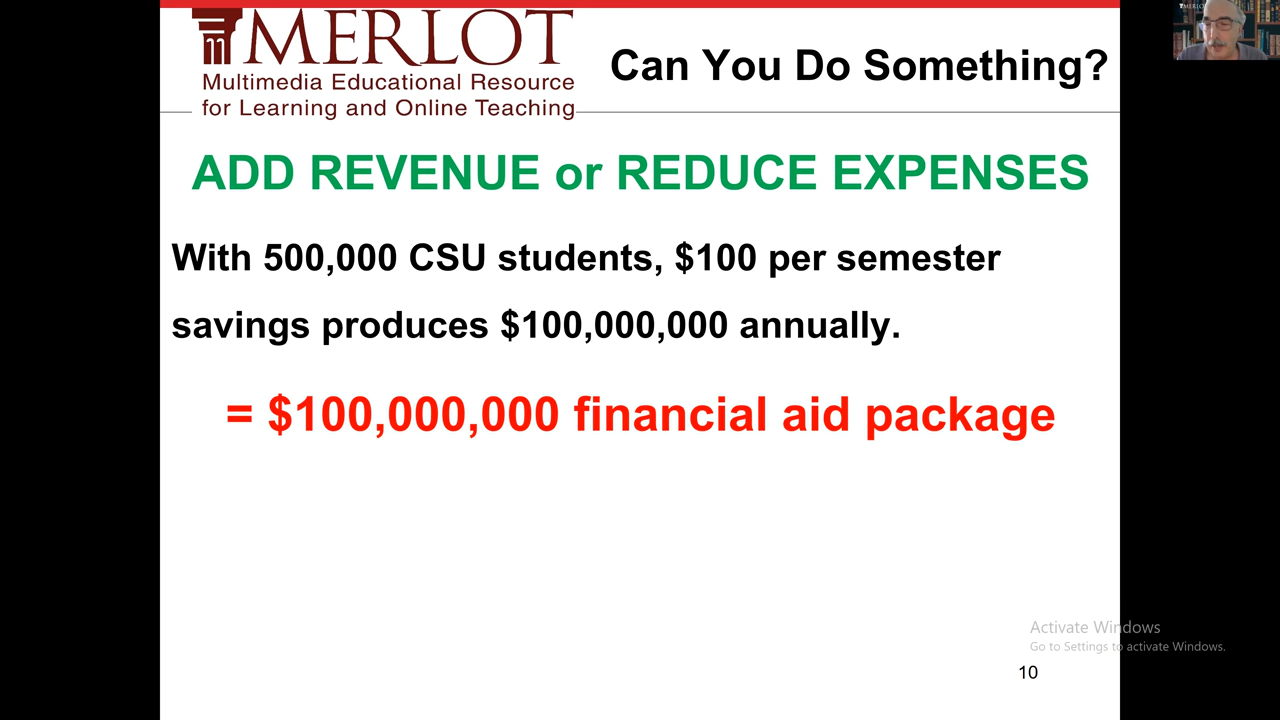 MERLOT
Multimedia Educational Resource
for Learning and Online Teaching
Can You Do Something?
ADD REVENUE or REDUCE EXPENSES
With 500,000 CSU students, $100 per semester
savings produces $100,000,000 annually.
= $100,000,000 financial aid package
Activate Windows
Go to Settings to activate Windows.
10